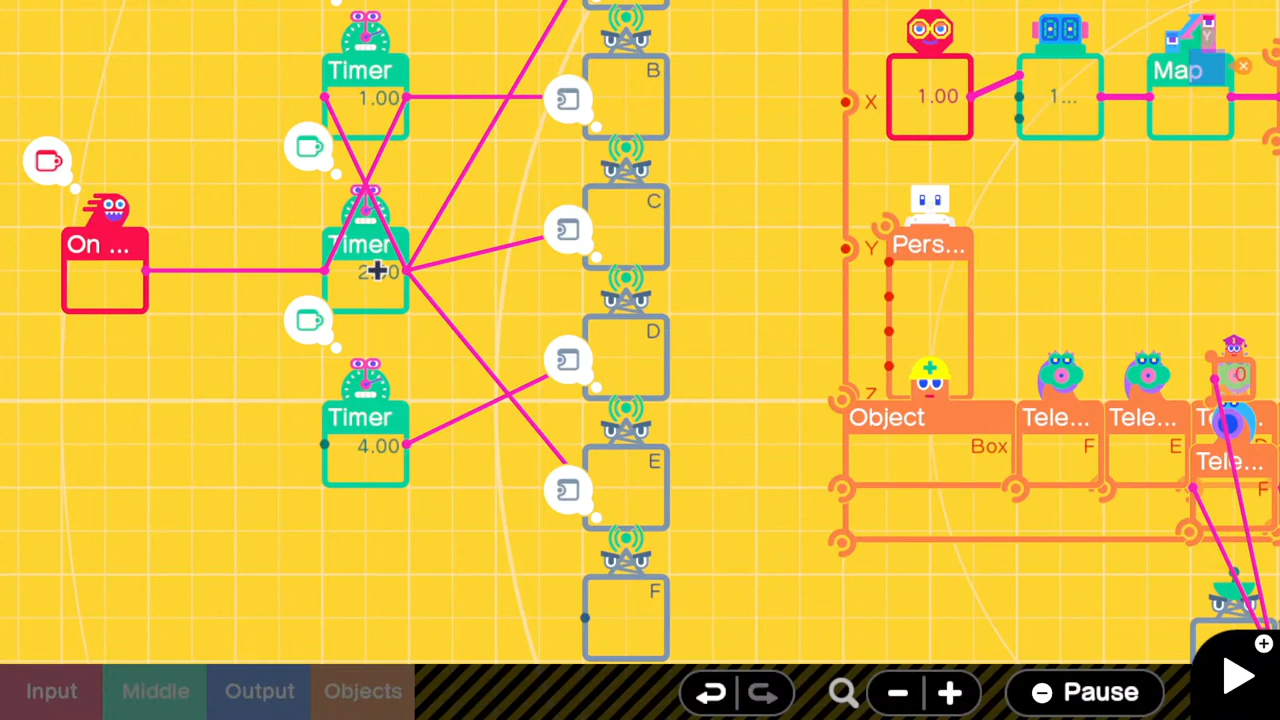 Timer
1.00
B
C
On ...
Timer
D
Timer
4.00
E
F
X
1.00
1...
Map
Y
Y
Pers...
Z
0
Object
Box
Tele...
F
Tele...
E
Tele...
F
Input
Middle
Output
Objects
Pause